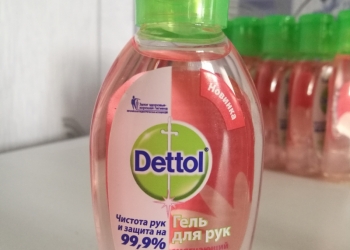 Новинка
Dettol
Чистота рук
и защита на
99,9%
Гель
для рук